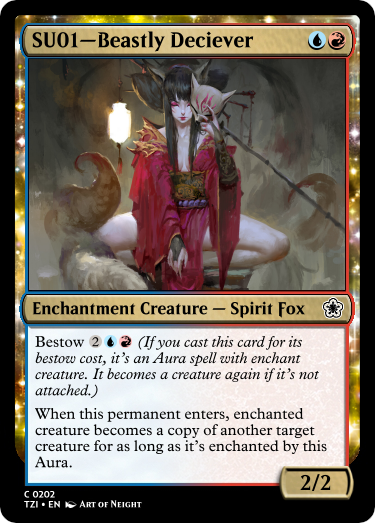 SU01—Beastly Deciever
Enchantment Creature — Spirit Fox
Bestow 2 (If you cast this card for its
bestow cost, it's an Aura spell with enchant
creature. It becomes a creature again if it's not
attached.)
When this permanent enters, enchanted
creature becomes a copy of another target
creature for as long as it's enchanted by this
Aura.
2/2
C 0202
TZI • EN Art of Neight